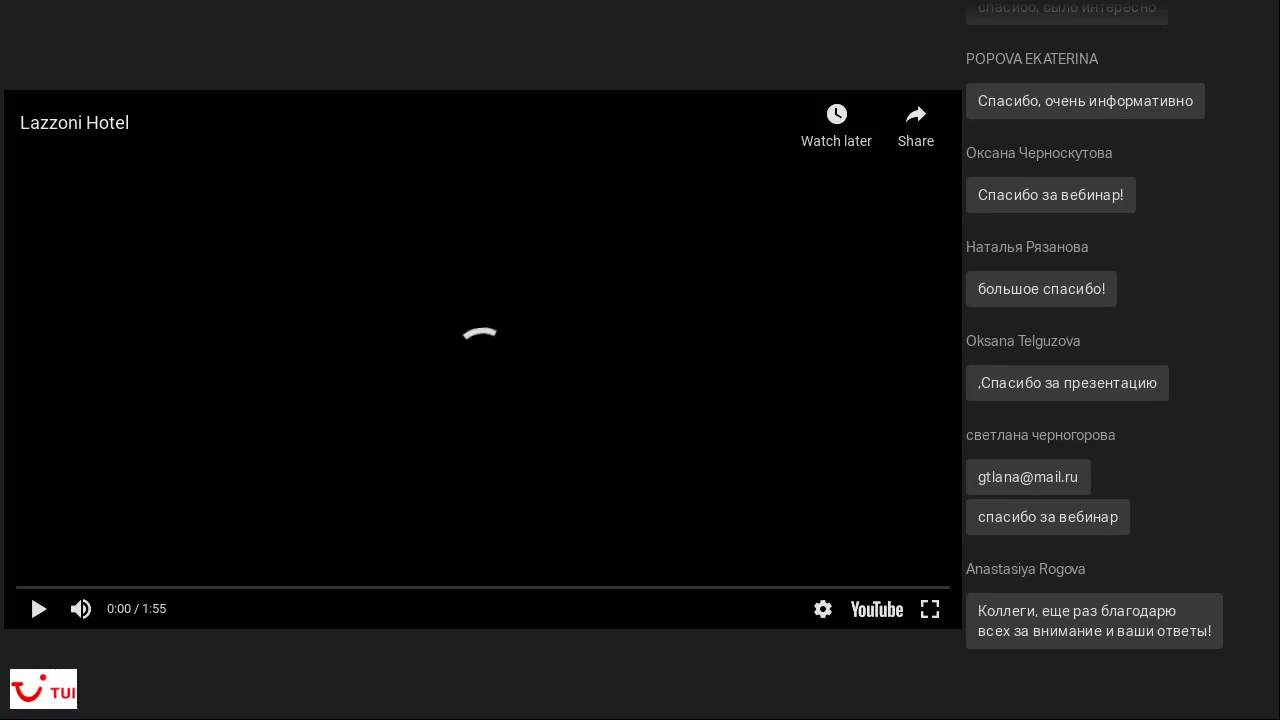 Lazzoni Hotel
Watch later
Share
0:00 / 1:55
YouTube
TUI
спасибо, было интересно
POPOVA EKATERINA
Спасибо, очень информативно
Оксана Черноскутова
Спасибо за вебинар!
Наталья Рязанова
большое спасибо!
Oksana Telguzova
,Спасибо за презентацию
светлана черногорова
gtlana@mail.ru
спасибо за вебинар
Anastasiya Rogova
Коллеги, еще раз благодарю
всех за внимание и ваши ответы!